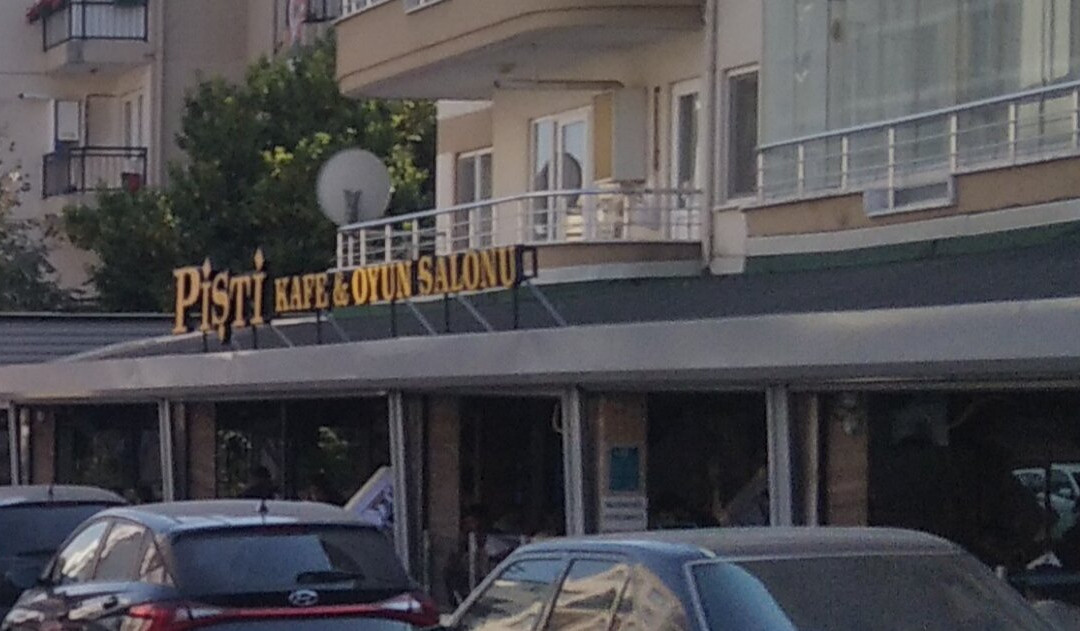 PİŞTİ KAFE & OYUN SALONU